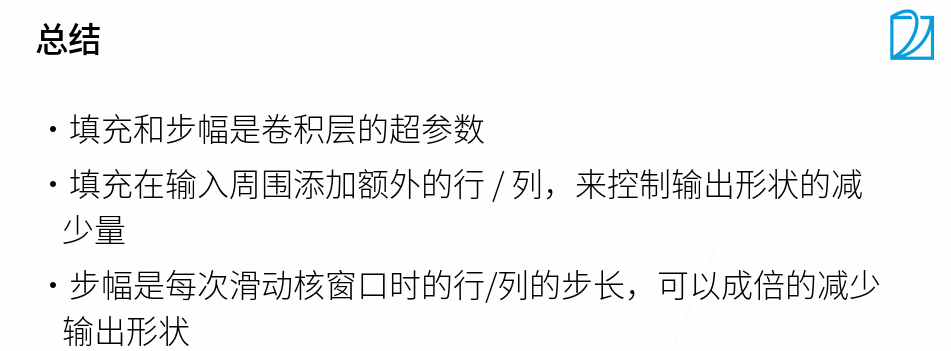 总结
• 填充和步幅是卷积层的超参数
• 填充在输入周围添加额外的行 / 列，来控制输出形状的减
少量
• 步幅是每次滑动核窗口时的行/列的步长，可以成倍的减少
输出形状